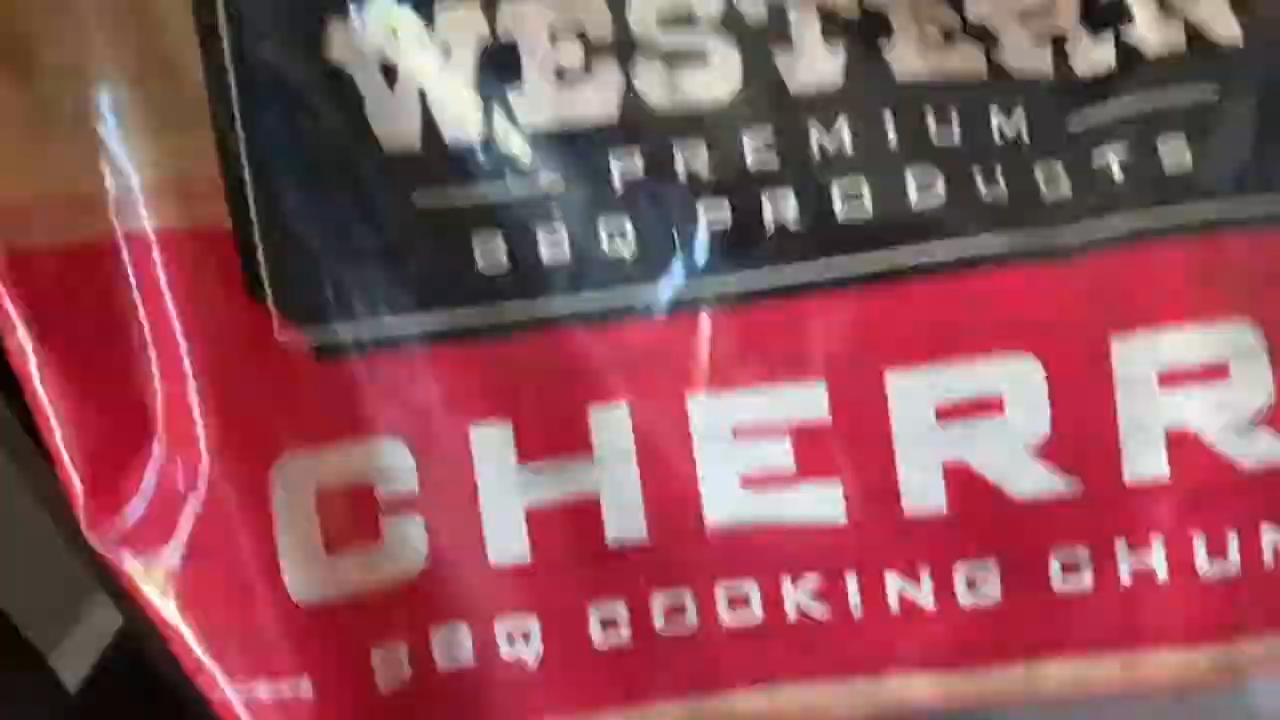 WESTERN
PREMIUM
BBQ PRODUCTS
CHERR
BBQ COOKING CHUN